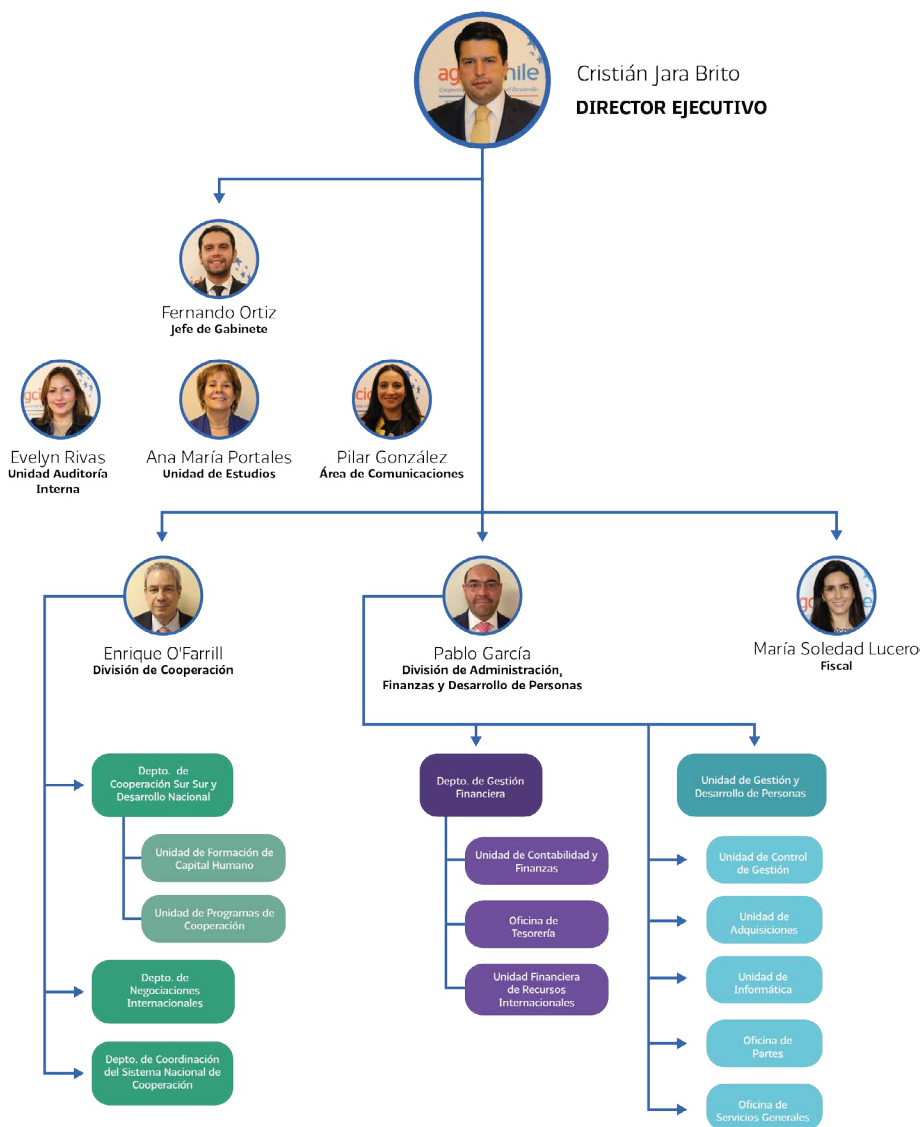 Cristián Jara Brito
DIRECTOR EJECUTIVO
Fernando Ortiz
Jefe de Gabinete
Evelyn Rivas
Unidad Auditoría
Interna
Ana María Portales
Unidad de Estudios
Pilar González
Área de Comunicaciones
Enrique O'Farrill
División de Cooperación
Pablo García
División de Administración,
Finanzas y Desarrollo de Personas
María Soledad Lucero
Fiscal
Depto. de
Cooperación Sur Sur y
Desarrollo Nacional
Unidad de Formación de
Capital Humano
Unidad de Programas de
Cooperación
Depto. de
Negociaciones
Internacionales
Depto. de Coordinación
del Sistema Nacional de
Cooperación
Depto. de Gestión
Financiera
Unidad de Contabilidad y
Finanzas
Oficina de
Tesorería
Unidad Financiera
de Recursos
Internacionales
Unidad de Gestión y
Desarrollo de Personas
Unidad de Control
de Gestión
Unidad de
Adquisiciones
Unidad de
Informática
Oficina de
Partes
Oficina de
Servicios Generales